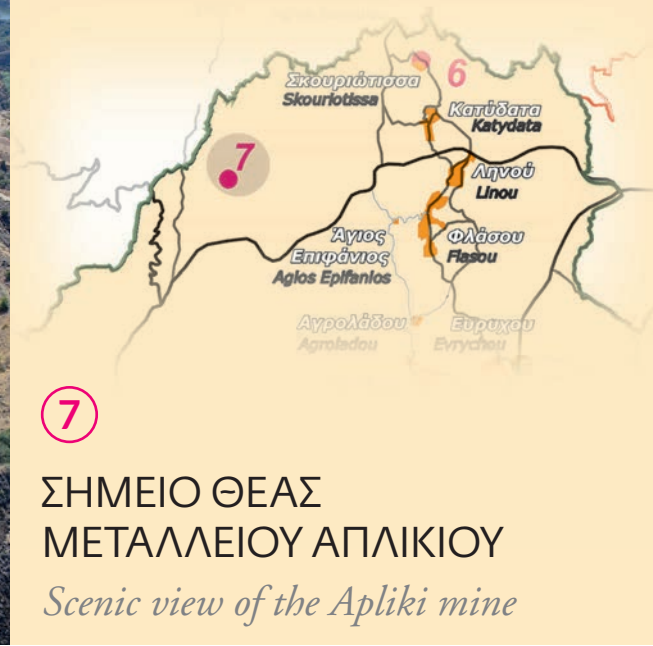 6
Σκουριώτισσα
Skouriotissa
Κατύδατα
Katydata
7
Ληνού
Linou
Άγιος
Επιφάνιος
Agios Epifanios
Φλάσου
Flasou
Αγρολάδου
Agroladou
Ευρύχου
Evrychou
7
ΣΗΜΕΙΟ ΘΕΑΣ
ΜΕΤΑΛΛΕΙΟΥ ΑΠΛΙΚΙΟΥ
Scenic view of the Apliki mine